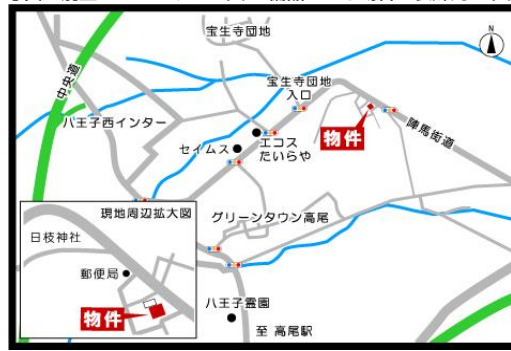 宝生寺団地
N
中央道
宝生寺団地
入口
八王子西インター
物件
陣馬街道
セイムス
エコス
たいらや
現地周辺拡大図
グリーンタウン高尾
日枝神社
郵便局
物件
八王子霊園
至 高尾駅